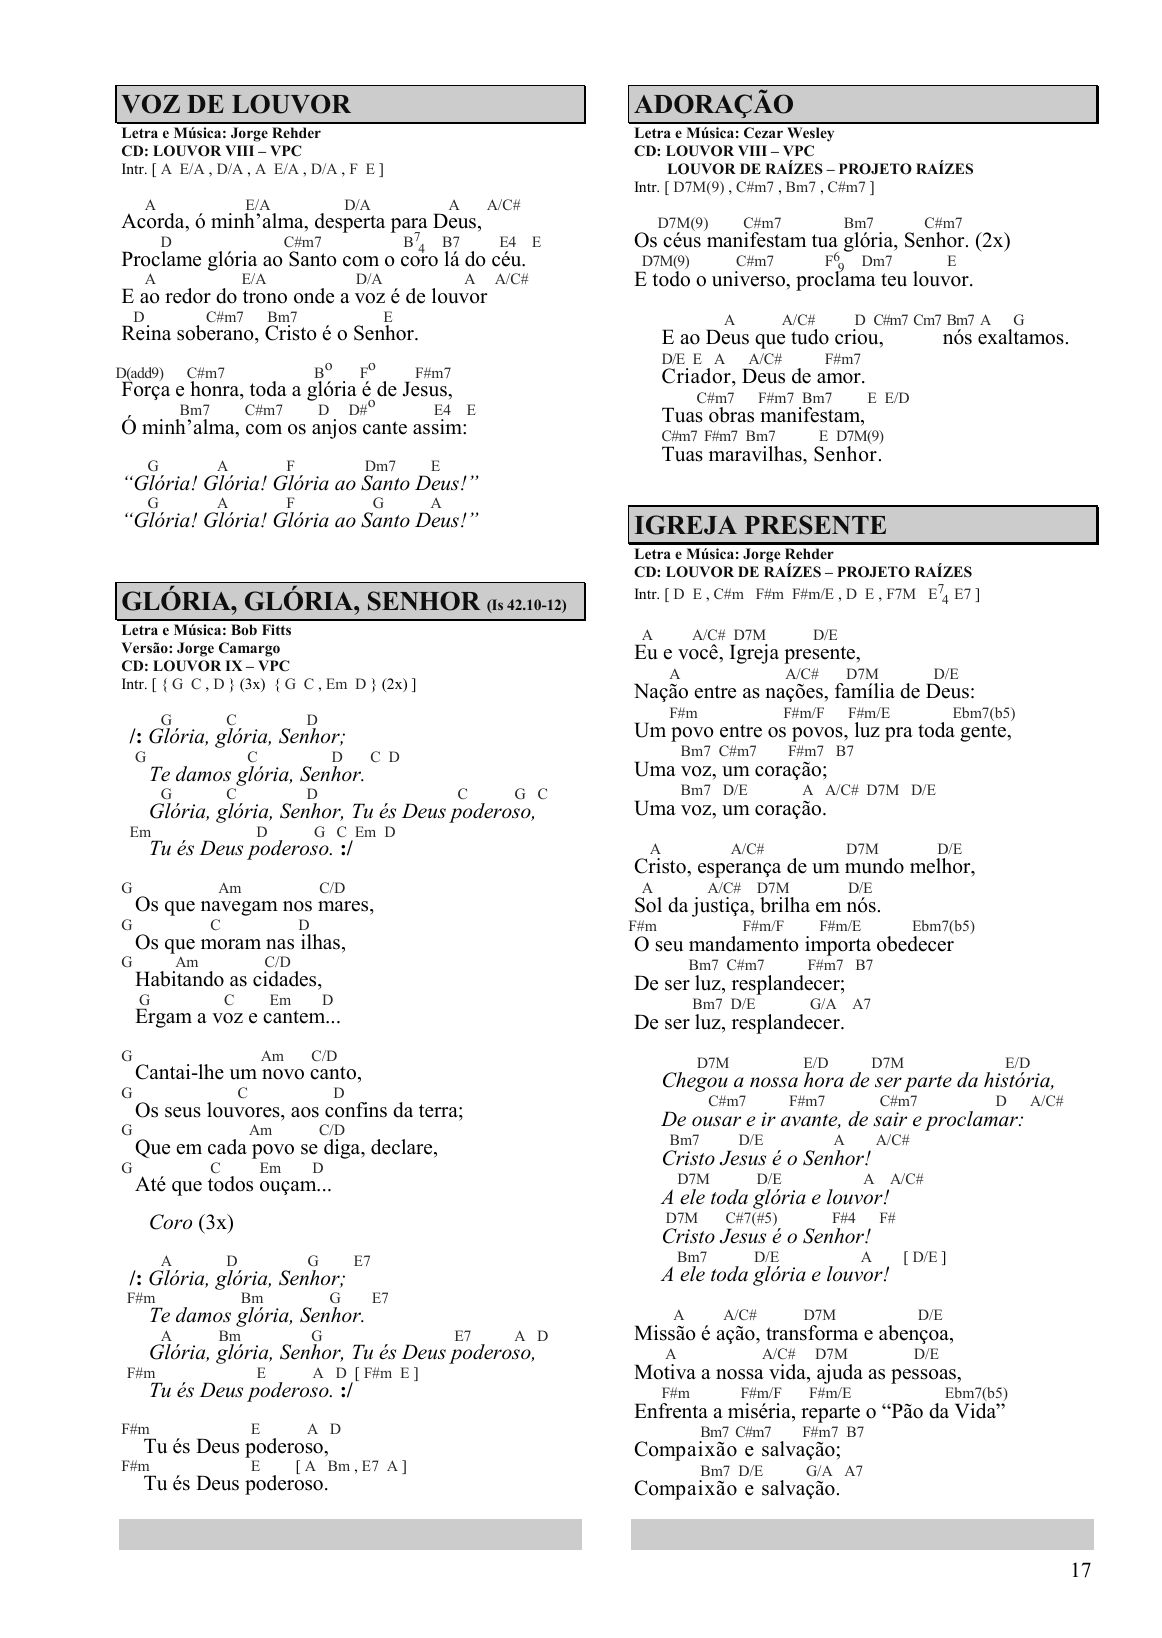 VOZ DE LOUVOR
Letra e Música: Jorge Rehder
CD: LOUVOR VIII – VPC
Intr. [ A E/A , D/A , A E/A , D/A , F E ]
A E/A D/A A A/C#
Acorda, ó minh’alma, desperta para Deus,
D C#m7 B74 B7 E4 E
Proclame glória ao Santo com o coro lá do céu.
A E/A D/A A A/C#
E ao redor do trono onde a voz é de louvor
D C#m7 Bm7 E
Reina soberano, Cristo é o Senhor.
D(add9) C#m7 Bº Fº F#m7
Força e honra, toda a glória é de Jesus,
Bm7 C#m7 D D#º E4 E
Ó minh’alma, com os anjos cante assim:
G A F Dm7 E
“Glória! Glória! Glória ao Santo Deus!”
G A F G A
“Glória! Glória! Glória ao Santo Deus!”
GLÓRIA, GLÓRIA, SENHOR (Is 42.10-12)
Letra e Música: Bob Fitts
Versão: Jorge Camargo
CD: LOUVOR IX – VPC
Intr. [ { G C , D } (3x) { G C , Em D } (2x) ]
G C D
/: Glória, glória, Senhor;
G C D C D
Te damos glória, Senhor.
G C D C G C
Glória, glória, Senhor, Tu és Deus poderoso,
Em D G C Em D
Tu és Deus poderoso. :/
G Am C/D
Os que navegam nos mares,
G C D
Os que moram nas ilhas,
G Am C/D
Habitando as cidades,
G C Em D
Ergam a voz e cantem...
G Am C/D
Cantai-lhe um novo canto,
G C D
Os seus louvores, aos confins da terra;
G Am C/D
Que em cada povo se diga, declare,
G C Em D
Até que todos ouçam...
Coro (3x)
A D G E7
/: Glória, glória, Senhor;
F#m Bm G E7
Te damos glória, Senhor.
A Bm G E7 A D
Glória, glória, Senhor, Tu és Deus poderoso,
F#m E A D [ F#m E ]
Tu és Deus poderoso. :/
F#m E A D
Tu és Deus poderoso,
F#m E [ A Bm , E7 A ]
Tu és Deus poderoso.
ADORAÇÃO
Letra e Música: Cezar Wesley
CD: LOUVOR VIII – VPC
LOUVOR DE RAÍZES – PROJETO RAÍZES
Intr. [ D7M(9) , C#m7 , Bm7 , C#m7 ]
D7M(9) C#m7 Bm7 C#m7
Os céus manifestam tua glória, Senhor. (2x)
D7M(9) C#m7 F69 Dm7 E
E todo o universo, proclama teu louvor.
A A/C# D C#m7 Cm7 Bm7 A G
E ao Deus que tudo criou, nós exaltamos.
D/E E A A/C# F#m7
Criador, Deus de amor.
C#m7 F#m7 Bm7 E E/D
Tuas obras manifestam,
C#m7 F#m7 Bm7 E D7M(9)
Tuas maravilhas, Senhor.
IGREJA PRESENTE
Letra e Música: Jorge Rehder
CD: LOUVOR DE RAÍZES – PROJETO RAÍZES
Intr. [ D E , C#m F#m F#m/E , D E , F7M E74 E7 ]
A A/C# D7M D/E
Eu e você, Igreja presente,
A A/C# D7M D/E
Nação entre as nações, família de Deus:
F#m F#m/F F#m/E Ebm7(b5)
Um povo entre os povos, luz pra toda gente,
Bm7 C#m7 F#m7 B7
Uma voz, um coração;
Bm7 D/E A A/C# D7M D/E
Uma voz, um coração.
A A/C# D7M D/E
Cristo, esperança de um mundo melhor,
A A/C# D7M D/E
Sol da justiça, brilha em nós.
F#m F#m/F F#m/E Ebm7(b5)
O seu mandamento importa obedecer
Bm7 C#m7 F#m7 B7
De ser luz, resplandecer;
Bm7 D/E G/A A7
De ser luz, resplandecer.
D7M E/D D7M E/D
Chegou a nossa hora de ser parte da história,
C#m7 F#m7 C#m7 D A/C#
De ousar e ir avante, de sair e proclamar:
Bm7 D/E A A/C#
Cristo Jesus é o Senhor!
D7M D/E A A/C#
A ele toda glória e louvor!
D7M C#7(#5) F#4 F#
Cristo Jesus é o Senhor!
Bm7 D/E A [ D/E ]
A ele toda glória e louvor!
A A/C# D7M D/E
Missão é ação, transforma e abençoa,
A A/C# D7M D/E
Motiva a nossa vida, ajuda as pessoas,
F#m F#m/F F#m/E Ebm7(b5)
Enfrenta a miséria, reparte o “Pão da Vida”
Bm7 C#m7 F#m7 B7
Compaixão e salvação;
Bm7 D/E G/A A7
Compaixão e salvação.
17